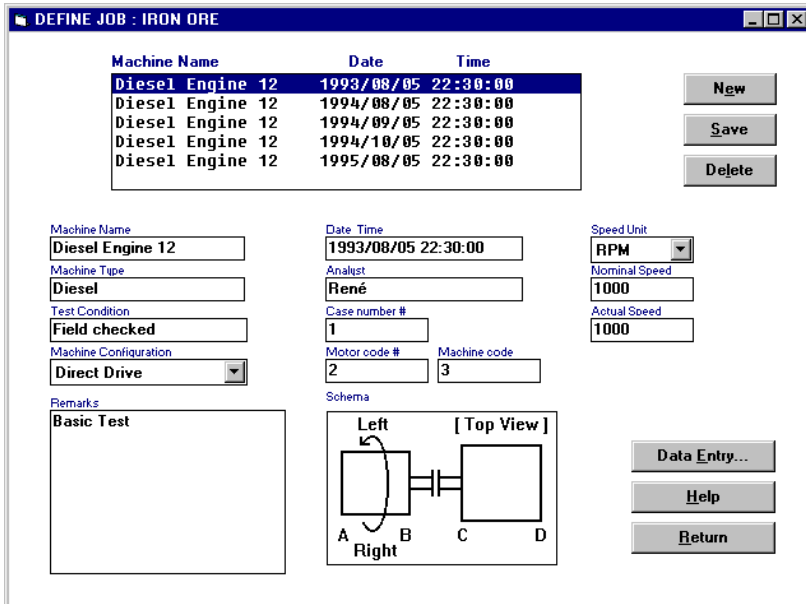 DEFINE JOB : IRON ORE
Machine Name Date Time
Diesel Engine 12 1993/08/05 22:30:00
Diesel Engine 12 1994/08/05 22:30:00
Diesel Engine 12 1994/09/05 22:30:00
Diesel Engine 12 1994/10/05 22:30:00
Diesel Engine 12 1995/08/05 22:30:00
New
Save
Delete
Machine Name
Diesel Engine 12
Machine Type
Diesel
Test Condition
Field checked
Machine Configuration
Direct Drive
Remarks
Basic Test
Date Time
1993/08/05 22:30:00
Analyst
René
Case number #
1
Motor code # Machine code
2 3
Schema
Left [ Top View ]
A B C D
Right
Speed Unit
RPM
Nominal Speed
1000
Actual Speed
1000
Data Entry...
Help
Return